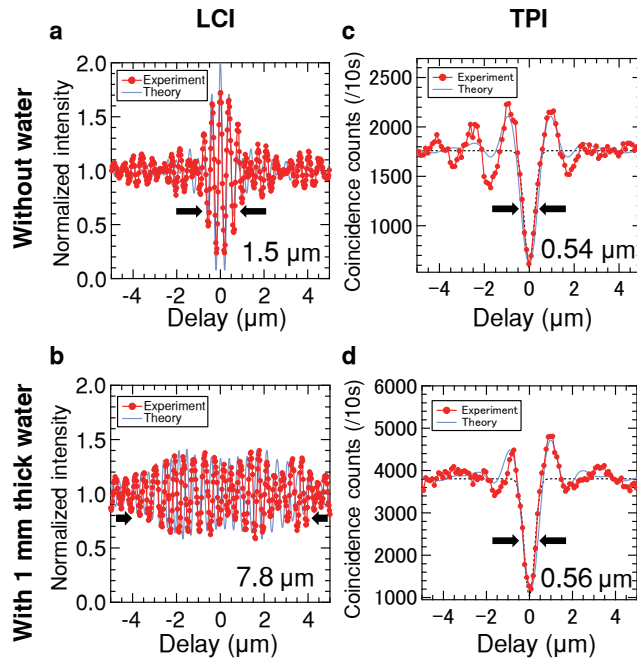 LCI
TPI
Without water
With 1 mm thick water
a
2.0
1.5
1.0
0.5
0.0
Normalized intensity
Experiment
Theory
1.5 µm
-4 -2 0 2 4
Delay (µm)
c
2500
2000
1500
1000
Coincidence counts (/10s)
Experiment
Theory
0.54 µm
−4 −2 0 2 4
Delay (µm)
b
2.0
1.5
1.0
0.5
0.0
Normalized intensity
Experiment
Theory
7.8 µm
-4 -2 0 2 4
Delay (µm)
d
6000
5000
4000
3000
2000
1000
Coincidence counts (/10s)
Experiment
Theory
0.56 µm
−4 −2 0 2 4
Delay (µm)